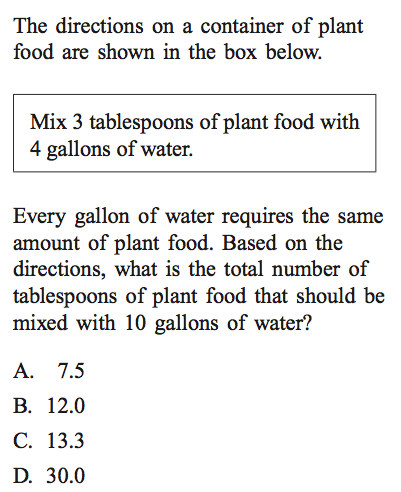 The directions on a container of plant
food are shown in the box below.
Mix 3 tablespoons of plant food with
4 gallons of water.
Every gallon of water requires the same
amount of plant food. Based on the
directions, what is the total number of
tablespoons of plant food that should be
mixed with 10 gallons of water?
A. 7.5
B. 12.0
C. 13.3
D. 30.0